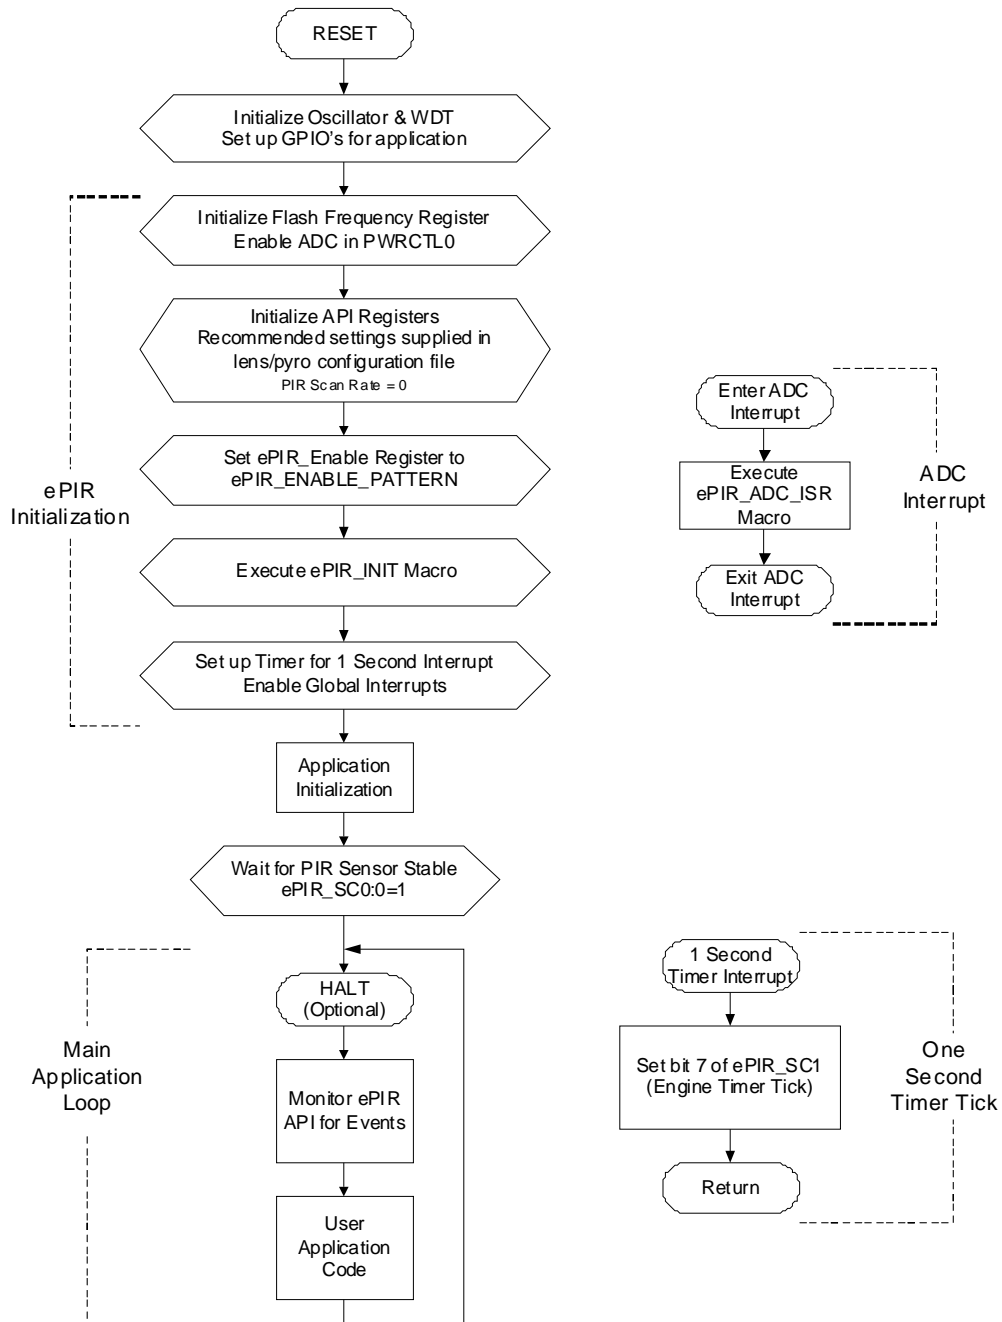 RESET
Initialize Oscillator & WDT
Set up GPIO's for application
Initialize Flash Frequency Register
Enable ADC in PWRCTL0
Initialize API Registers
Recommended settings supplied in
lens/pyro configuration file
PIR Scan Rate = 0
Set ePIR_Enable Register to
ePIR_ENABLE_PATTERN
ePIR
Initialization
Execute ePIR_INIT Macro
Set up Timer for 1 Second Interrupt
Enable Global Interrupts
Application
Initialization
Wait for PIR Sensor Stable
ePIR_SC0:0=1
HALT
(Optional)
Main
Application
Loop
Monitor ePIR
API for Events
User
Application
Code
Enter ADC
Interrupt
Execute
ePIR_ADC_ISR
Macro
Exit ADC
Interrupt
ADC
Interrupt
1 Second
Timer Interrupt
Set bit 7 of ePIR_SC1
(Engine Timer Tick)
Return
One
Second
Timer Tick